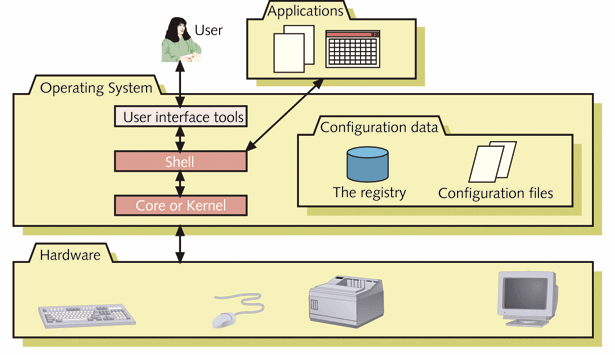 Applications
User
Operating System
User interface tools
Configuration data
Shell
The registry
Configuration files
Core or Kernel
Hardware